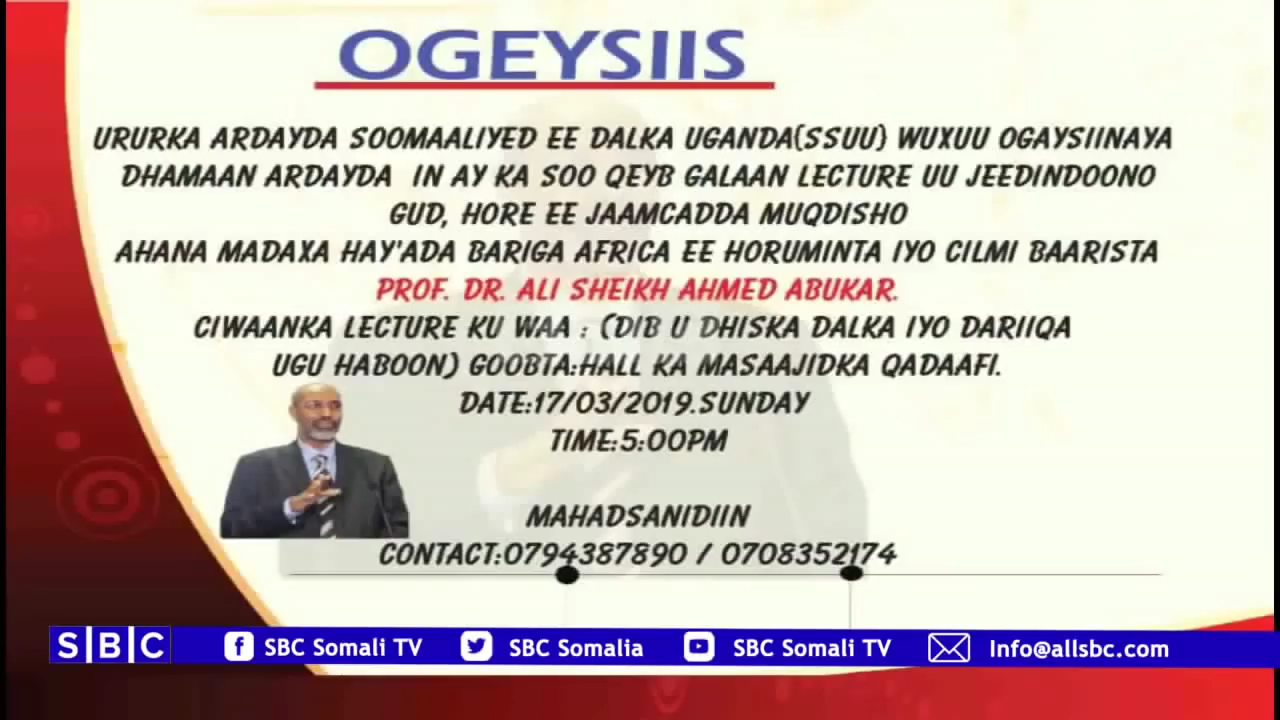 OGEYSIIS
URURKA ARDAYDA SOOMAALIYED EE DALKA UGANDA(SSUU) WUXUU OGAYSIINAYA
DHAMAAN ARDAYDA IN AY KA SOO QEYB GALAAN LECTURE UU JEEDINDOONO
GUD, HORE EE JAAMCADDA MUQDISHO
AHANA MADAXA HAY'ADA BARIGA AFRICA EE HORUMINTA IYO CILMI BAARISTA
PROF. DR. ALI SHEIKH AHMED ABUKAR.
CIWAANKA LECTURE KU WAA : (DIB U DHISKA DALKA IYO DARIIQA
UGU HABOON) GOOBTA:HALL KA MASAAJIDKA QADAAFI.
DATE:17/03/2019.SUNDAY
TIME:5:00PM
MAHADSANIDIIN
CONTACT:0794387890 / 0708352174
SBC SBC Somali TV SBC Somalia SBC Somali TV Info@allsbc.com